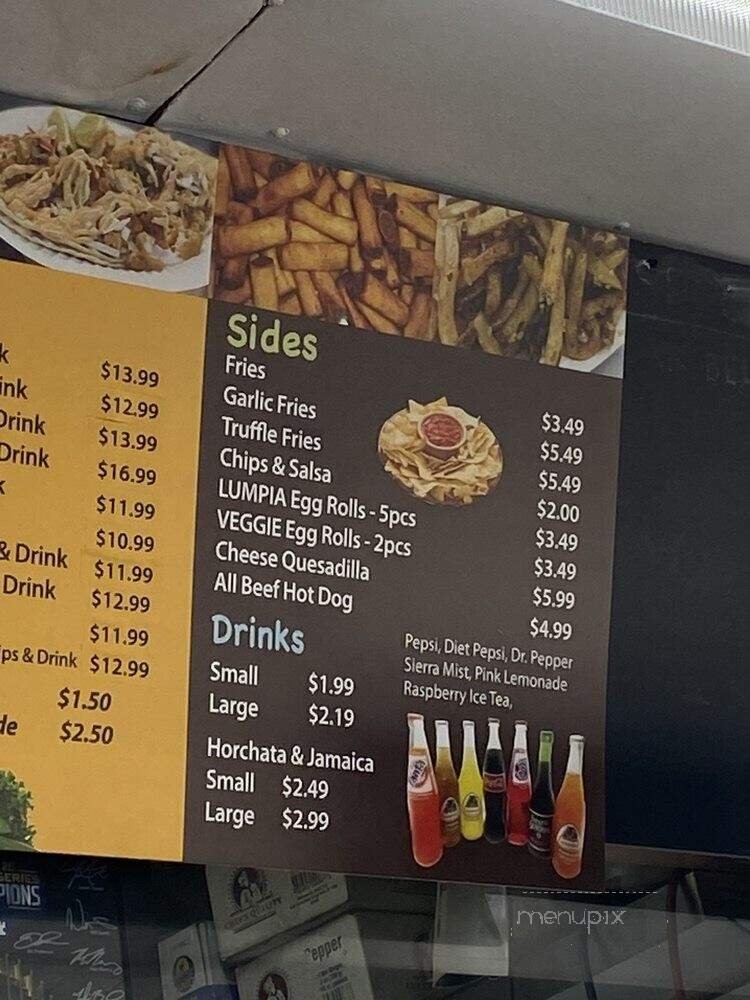 k $13.99
ink $12.99
Drink $13.99
Drink $16.99
$11.99
$10.99
& Drink $11.99
Drink $12.99
$11.99
ps & Drink $12.99
$1.50
de $2.50
Sides
Fries $3.49
Garlic Fries $5.49
Truffle Fries $5.49
Chips & Salsa $2.00
LUMPIA Egg Rolls - 5pcs $3.49
VEGGIE Egg Rolls - 2pcs $3.49
Cheese Quesadilla $5.99
All Beef Hot Dog $4.99
Drinks
Small $1.99
Large $2.19
Pepsi, Diet Pepsi, Dr. Pepper
Sierra Mist, Pink Lemonade
Raspberry Ice Tea,
Horchata & Jamaica
Small $2.49
Large $2.99
SERIES
PIONS
epper
menupix